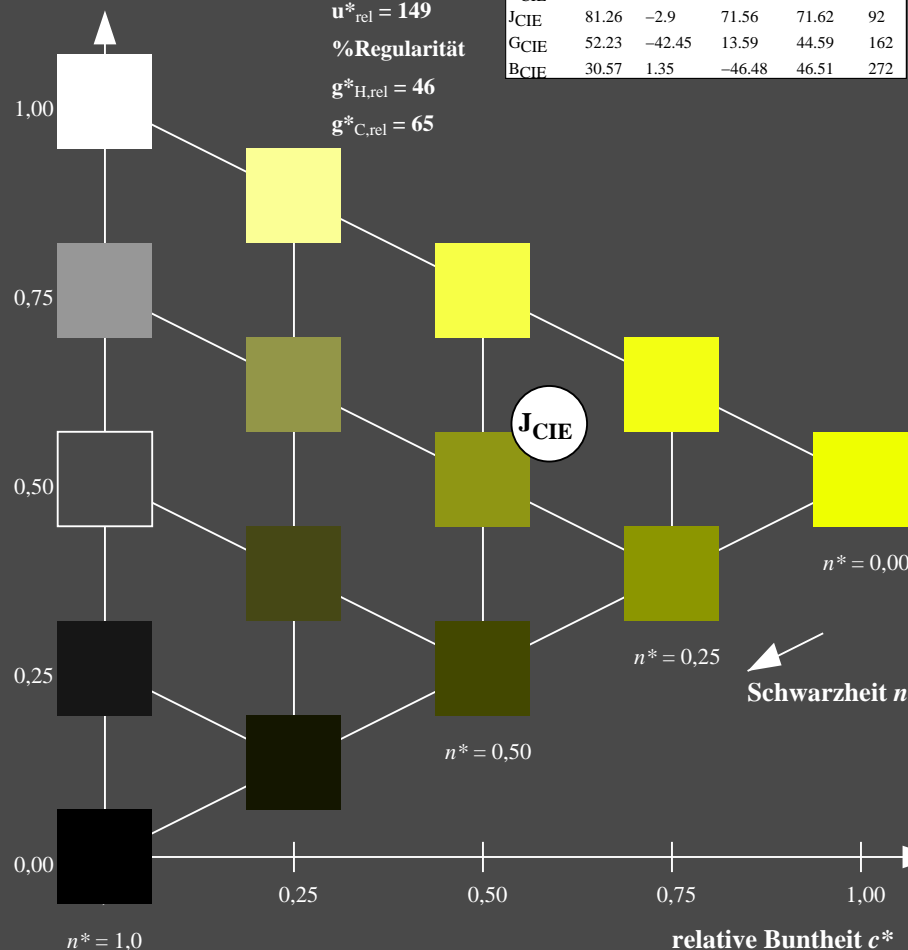 u*rel = 149
%Regularität
g*H,rel = 46
g*C,rel = 65
JCIE 81.26 −2.9 71.56 71.62 92
GCIE 52.23 −42.45 13.59 44.59 162
BCIE 30.57 1.35 −46.48 46.51 272
1,00
0,75
JCIE
0,50
n* = 0,00
n* = 0,25
0,25
Schwarzheit n
n* = 0,50
0,00
0,25 0,50 0,75 1,00
n* = 1,0
relative Buntheit c*